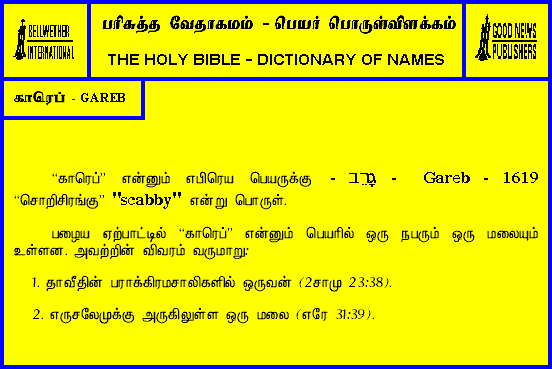 BELLWETHER
INTERNATIONAL
பரிசுத்த வேதாகமம் - பெயர் பொருள்விளக்கம்
THE HOLY BIBLE - DICTIONARY OF NAMES
GOOD NEWS
PUBLISHERS
காரெப் - GAREB
“காரெப்” என்னும் எபிரெய பெயருக்கு - גָּרֵב - Gareb - 1619
“சொறிசிரங்கு” "scabby" என்று பொருள்.
பழைய ஏற்பாட்டில் “காரெப்” என்னும் பெயரில் ஒரு நபரும் ஒரு மலையும்
உள்ளன. அவற்றின் விவரம் வருமாறு:
1. தாவீதின் பராக்கிரமசாலிகளில் ஒருவன் (2சாமு 23:38).
2. எருசலேமுக்கு அருகிலுள்ள ஒரு மலை (எரே 31:39).